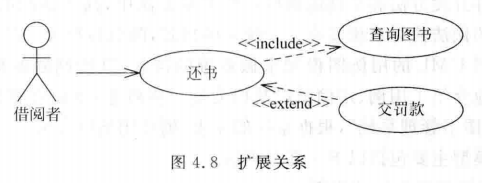 查询图书
<<include>>
还书
<<extend>>
借阅者
交罚款
图 4.8 扩展关系